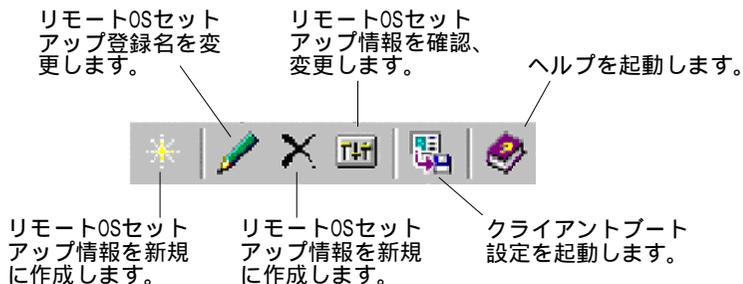 リモートOSセット
アップ登録名を変
更します。
リモートOSセット
アップ情報を確認、
変更します。
ヘルプを起動します。
リモートOSセット
アップ情報を新規
に作成します。
リモートOSセット
アップ情報を新規
に作成します。
クライアントブート
設定を起動します。